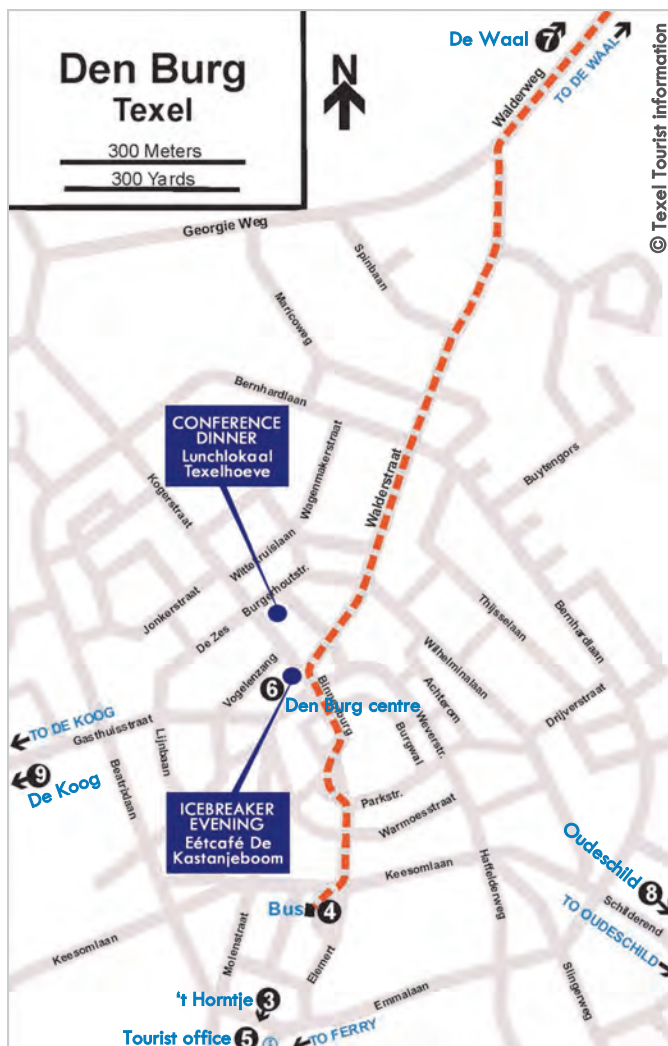 Den Burg
Texel
300 Meters
300 Yards
N
De Waal 7
TO DE WAAL
© Texel Tourist information
Walderweg
Georgie Weg
Spinbaan
Maricoweg
Bernhardlaan
CONFERENCE
DINNER
Lunchlokaal
Texelhoeve
Wagenmakerstraat
Kogerstraat
Walderstraat
Buytengors
Wittekruislaan
Burgerhoutstr.
Jonkerstraat
De Zes
Thijsselaan
Bernhardlaan
Wilhelminalaan
Vogelenzang
6
Den Burg centre
Binnenburg
Achterom
Weverstr.
Burgwal
Drijverstraat
TO DE KOOG
Gasthuisstraat
Lijnbaan
9
De Koog
Beatrixlaan
ICEBREAKER
EVENING
Eétcafé De
Kastanjeboom
Parkstr.
Warmoesstraat
Oudeschild
8
Keesomlaan
Haffelderweg
Schilderend
TO OUDESCHILD
Bus 4
Molenstraat
Elemert
Keesomlaan
Slingerweg
't Horntje 3
Emmalaan
Tourist office 5
TO FERRY